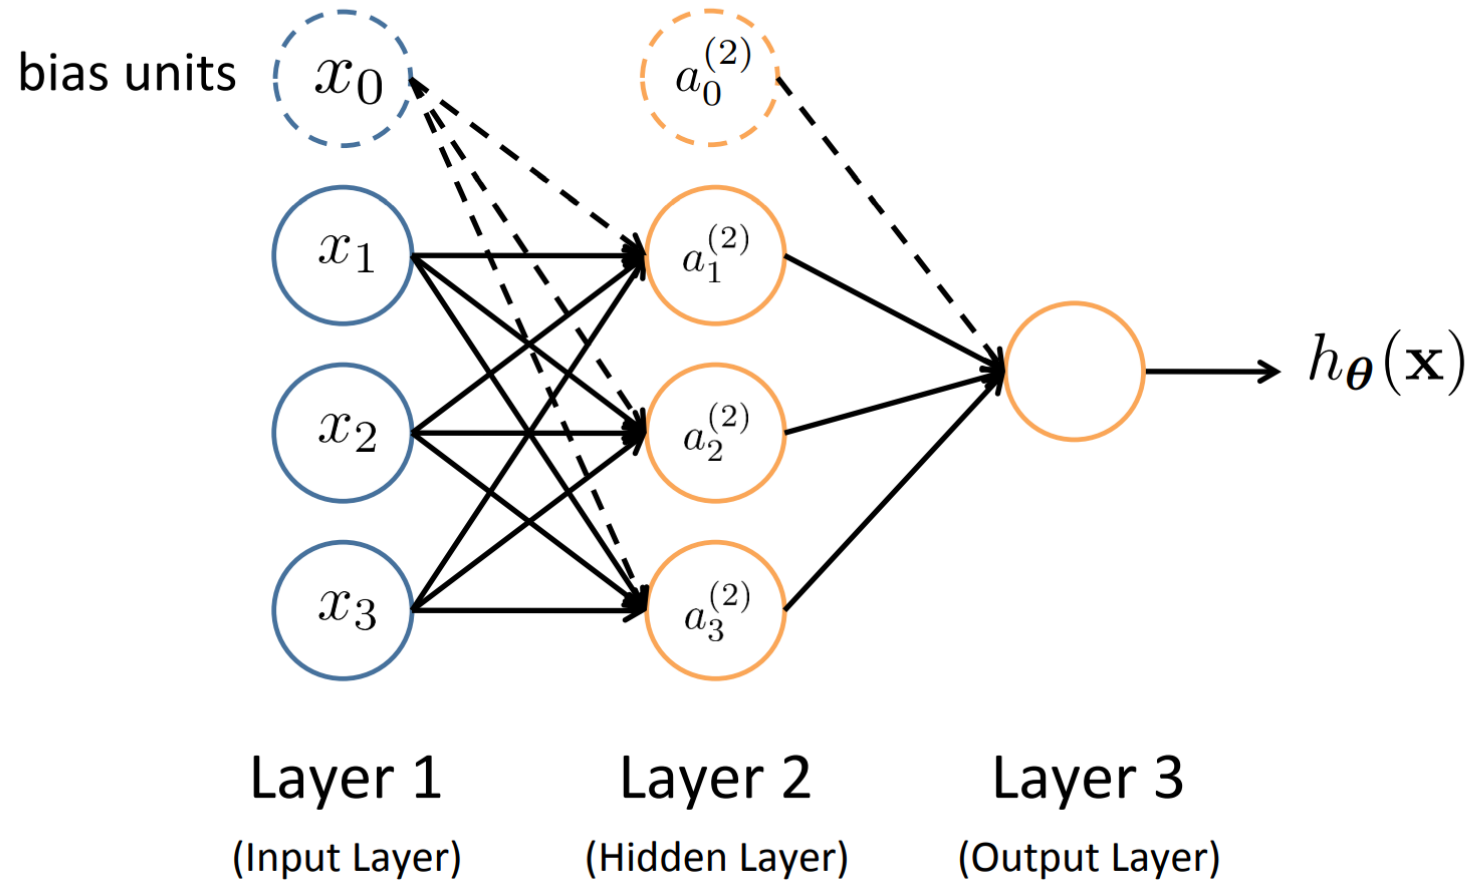 bias units
x₀
a₀⁽²⁾
x₁
a₁⁽²⁾
x₂
a₂⁽²⁾
x₃
a₃⁽²⁾
h_θ(x)
Layer 1
Layer 2
Layer 3
(Input Layer)
(Hidden Layer)
(Output Layer)